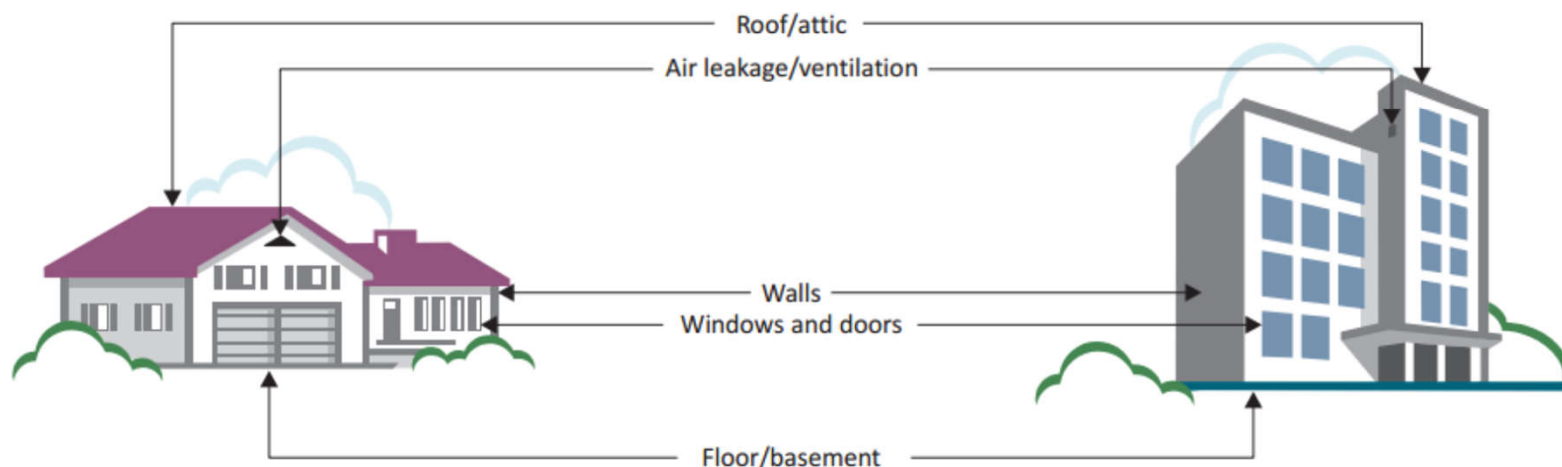 Roof/attic
Air leakage/ventilation
Walls
Windows and doors
Floor/basement